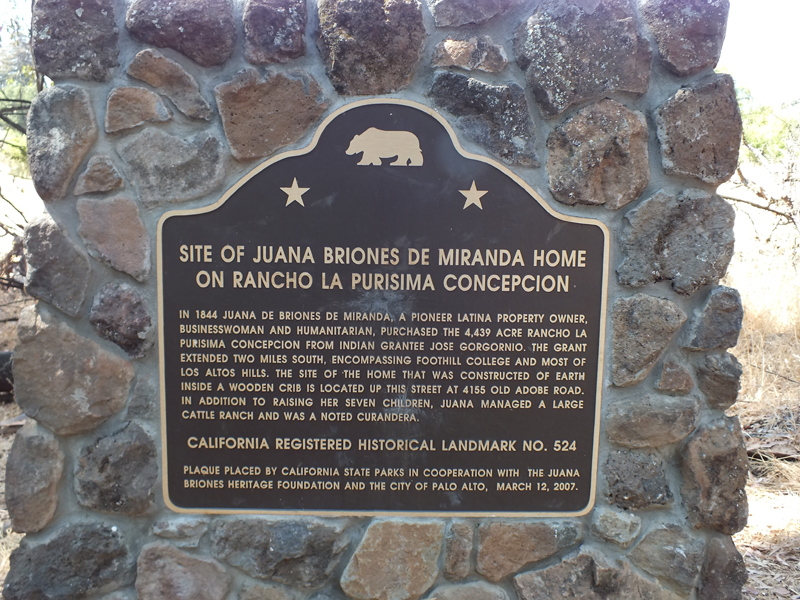 SITE OF JUANA BRIONES DE MIRANDA HOME
ON RANCHO LA PURISIMA CONCEPCION
IN 1844 JUANA DE BRIONES DE MIRANDA, A PIONEER LATINA PROPERTY OWNER,
BUSINESSWOMAN AND HUMANITARIAN, PURCHASED THE 4,439 ACRE RANCHO LA
PURISIMA CONCEPCION FROM INDIAN GRANTEE JOSE GORGORNIO. THE GRANT
EXTENDED TWO MILES SOUTH, ENCOMPASSING FOOTHILL COLLEGE AND MOST OF
LOS ALTOS HILLS. THE SITE OF THE HOME THAT WAS CONSTRUCTED OF EARTH
INSIDE A WOODEN CRIB IS LOCATED UP THIS STREET AT 4155 OLD ADOBE ROAD.
IN ADDITION TO RAISING HER SEVEN CHILDREN, JUANA MANAGED A LARGE
CATTLE RANCH AND WAS A NOTED CURANDERA.
CALIFORNIA REGISTERED HISTORICAL LANDMARK NO. 524
PLAQUE PLACED BY CALIFORNIA STATE PARKS IN COOPERATION WITH THE JUANA
BRIONES HERITAGE FOUNDATION AND THE CITY OF PALO ALTO, MARCH 12, 2007.